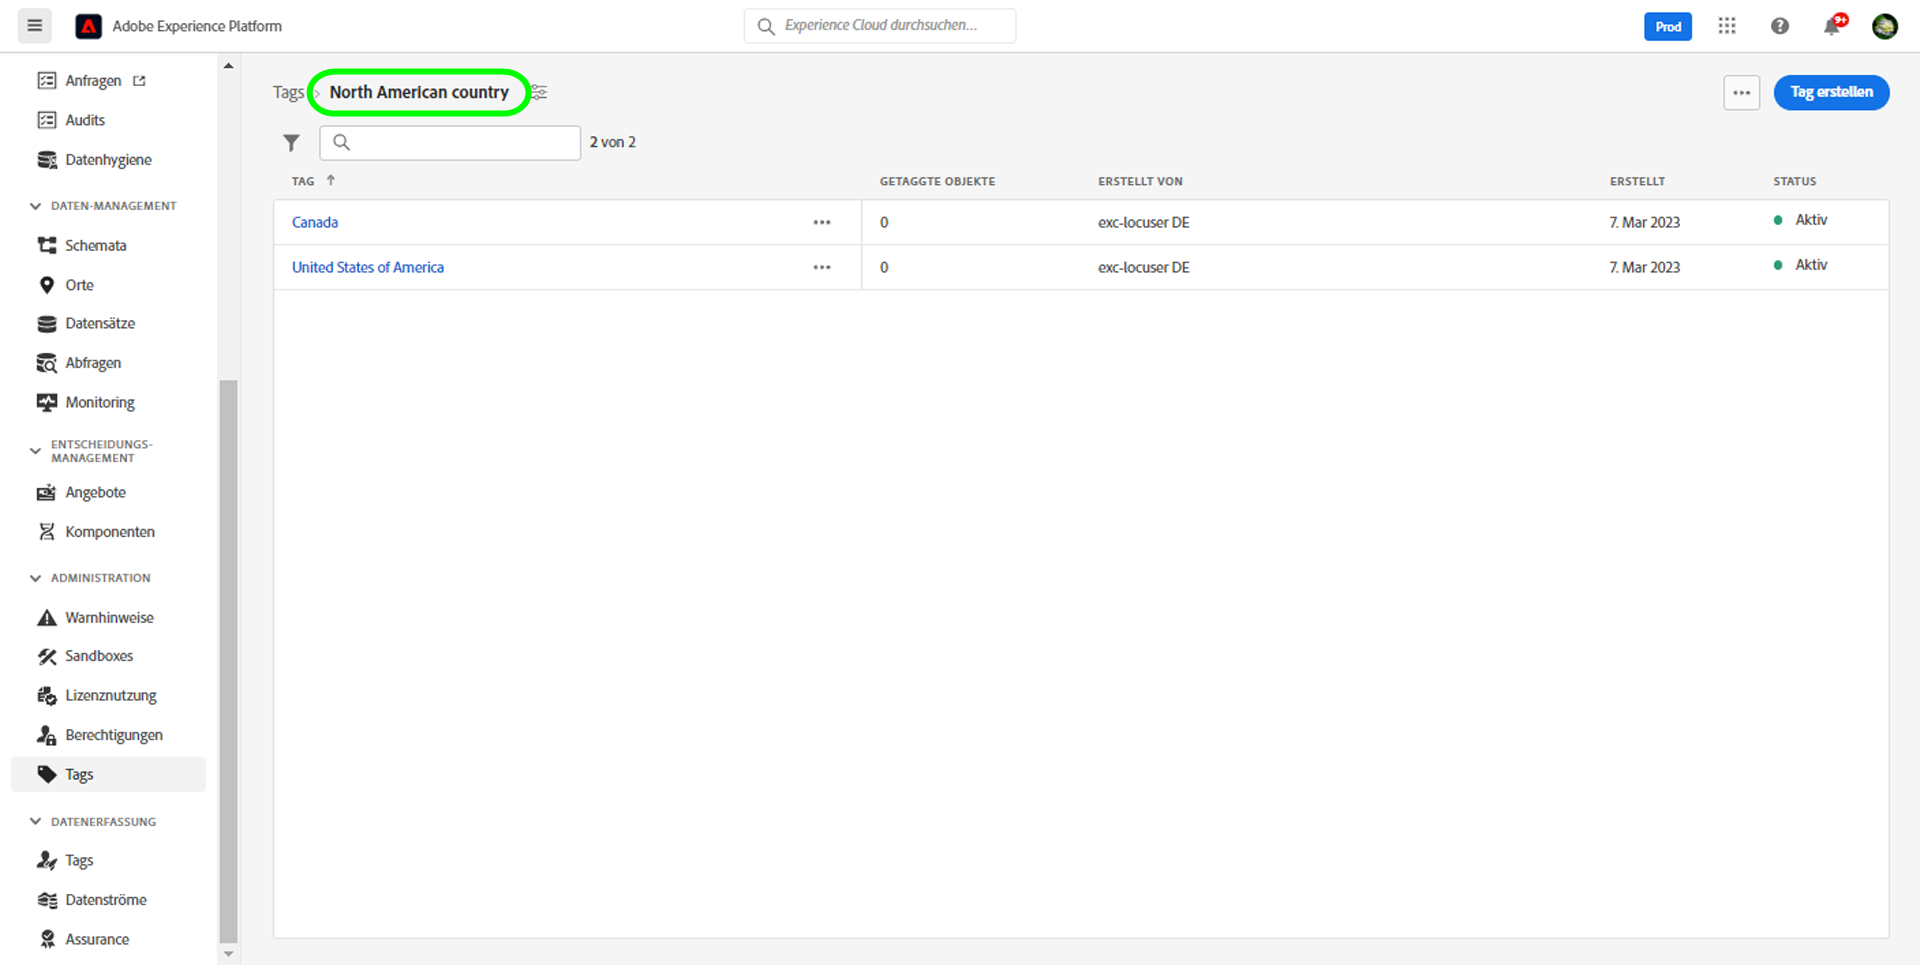 Adobe Experience Platform
Experience Cloud durchsuchen...
Prod
9+
Anfragen
Audits
Datenhygiene
DATEN-MANAGEMENT
Schemata
Orte
Datensätze
Abfragen
Monitoring
ENTSCHEIDUNGS-
MANAGEMENT
Angebote
Komponenten
ADMINISTRATION
Warnhinweise
Sandboxes
Lizenznutzung
Berechtigungen
Tags
DATENERFASSUNG
Tags
Datenströme
Assurance
Tags > North American country
Tag erstellen
2 von 2
TAG GETAGGTE OBJEKTE ERSTELLT VON ERSTELLT STATUS
Canada 0 exc-locuser DE 7. Mar 2023 Aktiv
United States of America 0 exc-locuser DE 7. Mar 2023 Aktiv